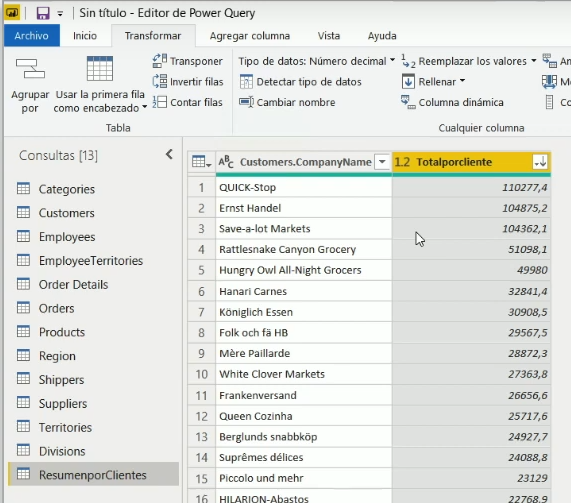 Sin título - Editor de Power Query
Archivo Inicio Transformar Agregar columna Vista Ayuda
Agrupar por
Usar la primera fila como encabezado
Transponer
Invertir filas
Contar filas
Tabla
Tipo de datos: Número decimal
Detectar tipo de datos
Cambiar nombre
Reemplazar los valores
Rellenar
Columna dinámica
Cualquier columna
Consultas [13]
Categories
Customers
Employees
EmployeeTerritories
Order Details
Orders
Products
Region
Shippers
Suppliers
Territories
Divisions
ResumenporClientes
ABC Customers.CompanyName 1.2 Totalporcliente
1 QUICK-Stop 110277,4
2 Ernst Handel 104875,2
3 Save-a-lot Markets 104362,1
4 Rattlesnake Canyon Grocery 51098,1
5 Hungry Owl All-Night Grocers 49980
6 Hanari Carnes 32841,4
7 Königlich Essen 30908,5
8 Folk och fä HB 29567,5
9 Mère Paillarde 28872,3
10 White Clover Markets 27363,8
11 Frankenversand 26656,6
12 Queen Cozinha 25717,6
13 Berglunds snabbköp 24927,7
14 Suprêmes délices 24088,8
15 Piccolo und mehr 23129
16 HILARION-Abastos 22768,9